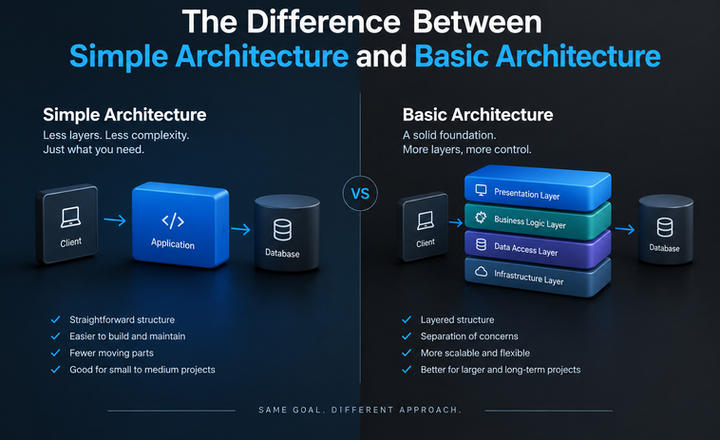 The Difference Between
Simple Architecture and Basic Architecture
Simple Architecture
Less layers. Less complexity.
Just what you need.
Client
</>
Application
Database
Straightforward structure
Easier to build and maintain
Fewer moving parts
Good for small to medium projects
VS
Basic Architecture
A solid foundation.
More layers, more control.
Client
Presentation Layer
Business Logic Layer
Data Access Layer
Infrastructure Layer
Database
Layered structure
Separation of concerns
More scalable and flexible
Better for larger and long-term projects
SAME GOAL. DIFFERENT APPROACH.